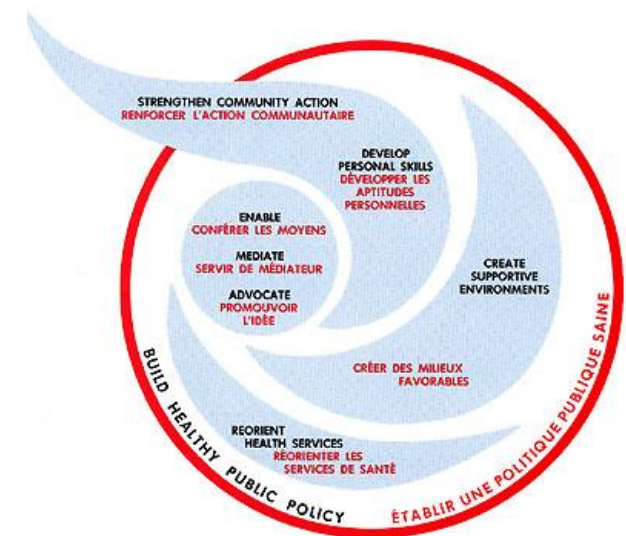 STRENGTHEN COMMUNITY ACTION
RENFORCER L'ACTION COMMUNAUTAIRE
DEVELOP
PERSONAL SKILLS
DÉVELOPPER LES
APTITUDES
PERSONNELLES
ENABLE
CONFÉRER LES MOYENS
MEDIATE
SERVIR DE MÉDIATEUR
ADVOCATE
PROMOUVOIR
L'IDÈE
CREATE
SUPPORTIVE
ENVIRONMENTS
CRÉER DES MILIEUX
FAVORABLES
REORIENT
HEALTH SERVICES
RÉORIENTER LES
SERVICES DE SANTÉ
BUILD HEALTHY PUBLIC POLICY
ÉTABLIR UNE POLITIQUE PUBLIQUE SAINE